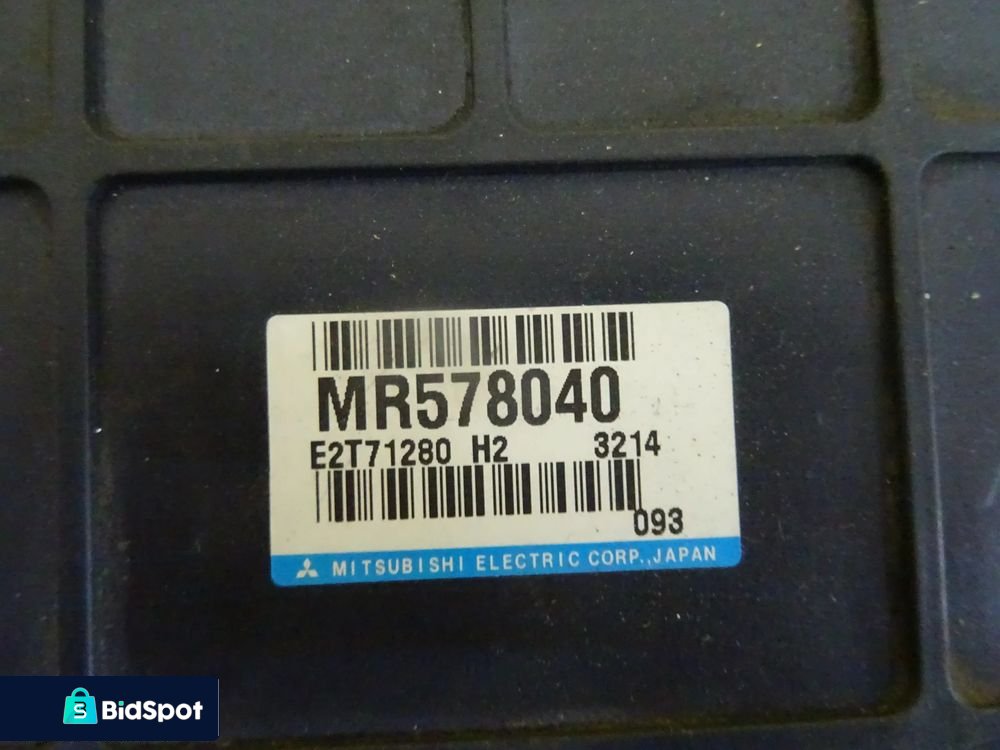 MR578040
E2T71280 H2 3214
093
MITSUBISHI ELECTRIC CORP.,JAPAN
S BidSpot